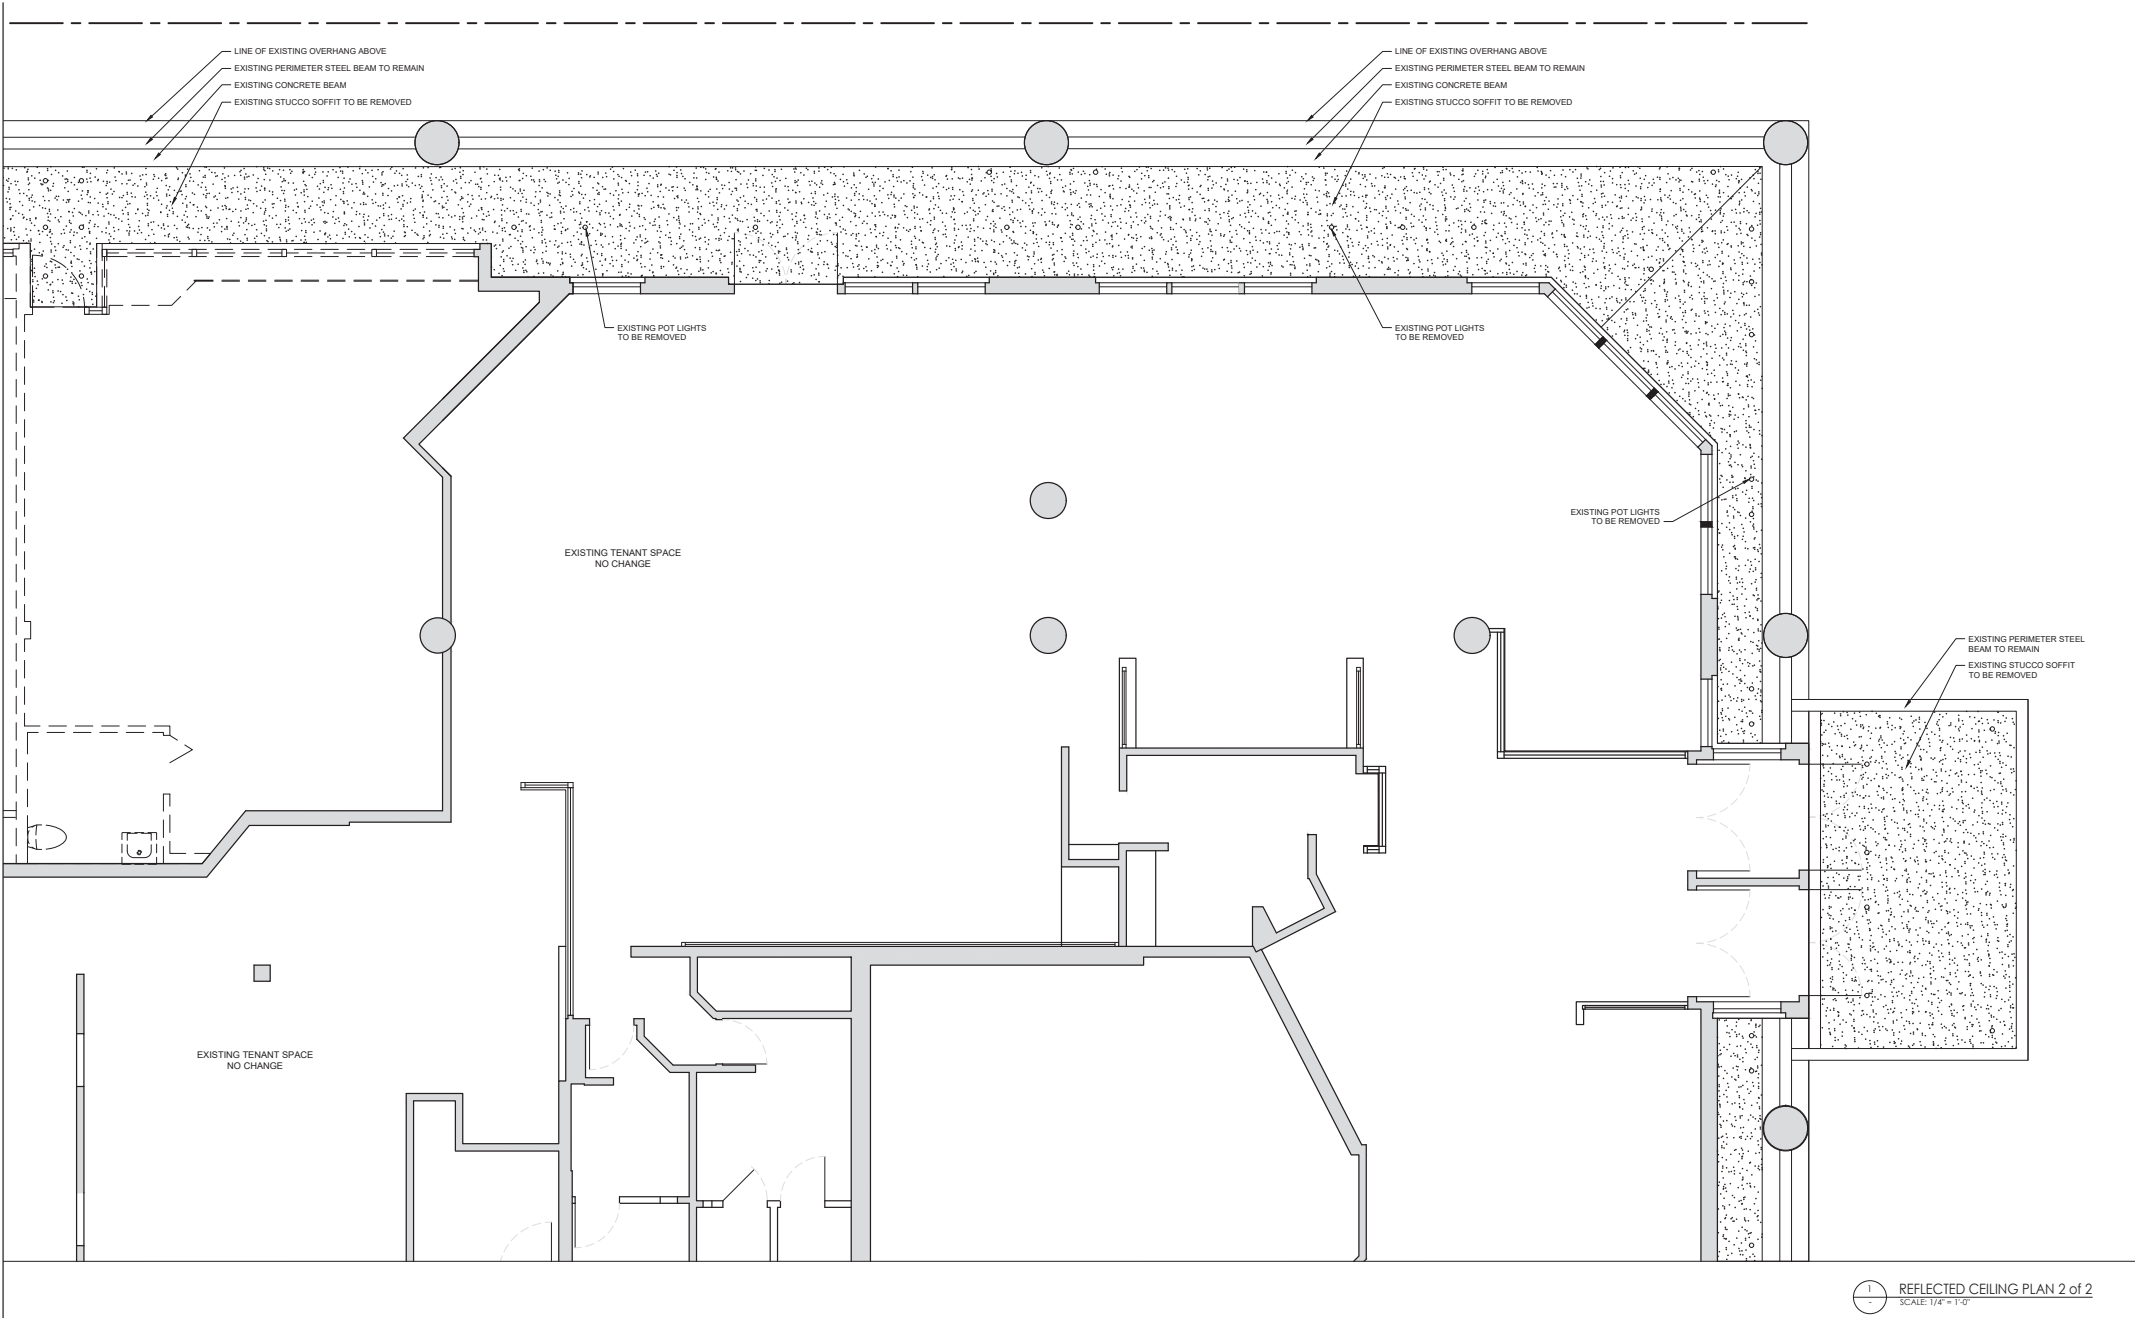 LINE OF EXISTING OVERHANG ABOVE
EXISTING PERIMETER STEEL BEAM TO REMAIN
EXISTING CONCRETE BEAM
EXISTING STUCCO SOFFIT TO BE REMOVED
LINE OF EXISTING OVERHANG ABOVE
EXISTING PERIMETER STEEL BEAM TO REMAIN
EXISTING CONCRETE BEAM
EXISTING STUCCO SOFFIT TO BE REMOVED
EXISTING POT LIGHTS
TO BE REMOVED
EXISTING POT LIGHTS
TO BE REMOVED
EXISTING POT LIGHTS
TO BE REMOVED
EXISTING TENANT SPACE
NO CHANGE
EXISTING PERIMETER STEEL
BEAM TO REMAIN
EXISTING STUCCO SOFFIT
TO BE REMOVED
EXISTING TENANT SPACE
NO CHANGE
1
-
REFLECTED CEILING PLAN 2 of 2
SCALE: 1/4" = 1'-0"